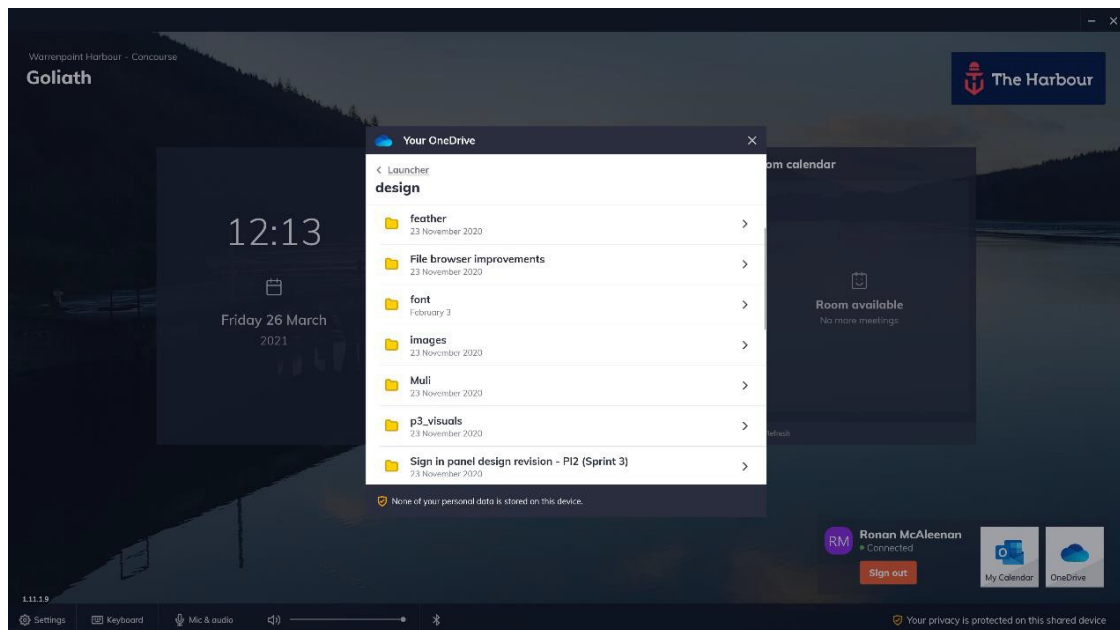 Warrenpoint Harbour - Concourse
Goliath
The Harbour
Your OneDrive
Launcher
design
feather
23 November 2020
File browser improvements
23 November 2020
font
February 3
images
23 November 2020
Muli
23 November 2020
p3_visuals
23 November 2020
Sign in panel design revision - PI2 (Sprint 3)
23 November 2020
None of your personal data is stored on this device.
12:13
Friday 26 March
2021
om calendar
Room available
No more meetings
Refresh
RM
Ronan McAleenan
Connected
Sign out
My Calendar
OneDrive
1.11.1.9
Settings
Keyboard
Mic & audio
Your privacy is protected on this shared device